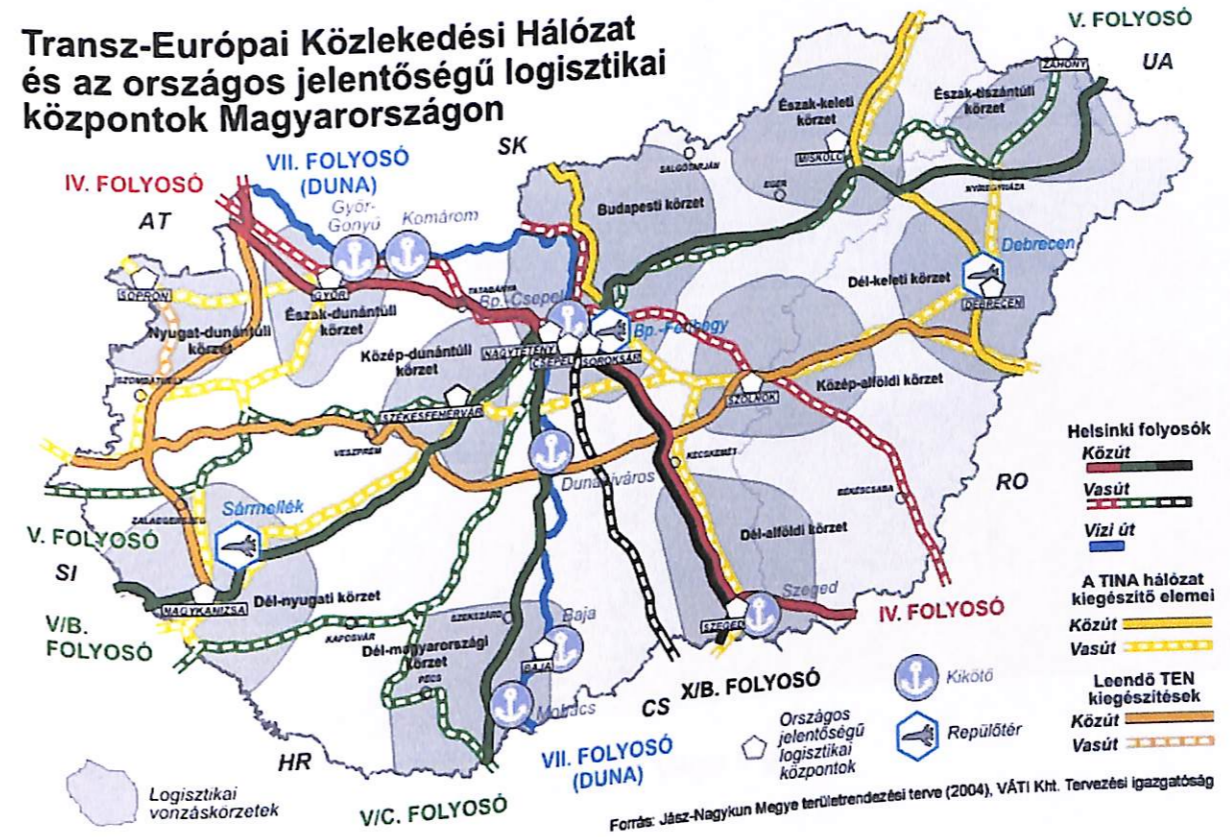 Transz-Európai Közlekedési Hálózat
és az országos jelentőségű logisztikai
központok Magyarországon
V. FOLYOSÓ
UA
ZÁHONY
Észak-keleti
körzet
Észak-tiszántúli
körzet
SK
VII. FOLYOSÓ
(DUNA)
IV. FOLYOSÓ
AT
Győr-
Gönyű
Komárom
SALGÓTARJÁN
MISKOLC
EGER
NYÍREGYHÁZA
Budapesti körzet
Debrecen
Dél-keleti körzet
DEBRECEN
SOPRON
GYŐR
TATABÁNYA
Bp.-Csepel
Bp.-Ferihegy
Nyugat-dunántúli
körzet
Észak-dunántúli
körzet
Közép-dunántúli
körzet
NAGYTÉTÉNY
CSEPEL
SOROKSÁR
SZOMBATHELY
SZÉKESFEHÉRVÁR
SZOLNOK
Közép-alföldi körzet
VESZPRÉM
KECSKEMÉT
Dunaújváros
BÉKÉSCSABA
RO
ZALAEGERSZEG
Sármellék
V. FOLYOSÓ
SI
Dél-alföldi körzet
NAGYKANIZSA
Dél-nyugati körzet
SZEKSZÁRD
Baja
Szeged
SZEGED
IV. FOLYOSÓ
V/B.
FOLYOSÓ
KAPOSVÁR
Dél-magyarországi
körzet
BAJA
PÉCS
Mohács
CS
X/B. FOLYOSÓ
HR
VII. FOLYOSÓ
(DUNA)
V/C. FOLYOSÓ
Helsinki folyosók
Közút
Vasút
Vízi út
A TINA hálózat
kiegészítő elemei
Közút
Vasút
Leendő TEN
kiegészítések
Közút
Vasút
Kikötő
Repülőtér
Országos
jelentőségű
logisztikai
központok
Logisztikai
vonzáskörzetek
Forrás: Jász-Nagykun Megye területrendezési terve (2004), VÁTI Kht. Tervezési igazgatóság